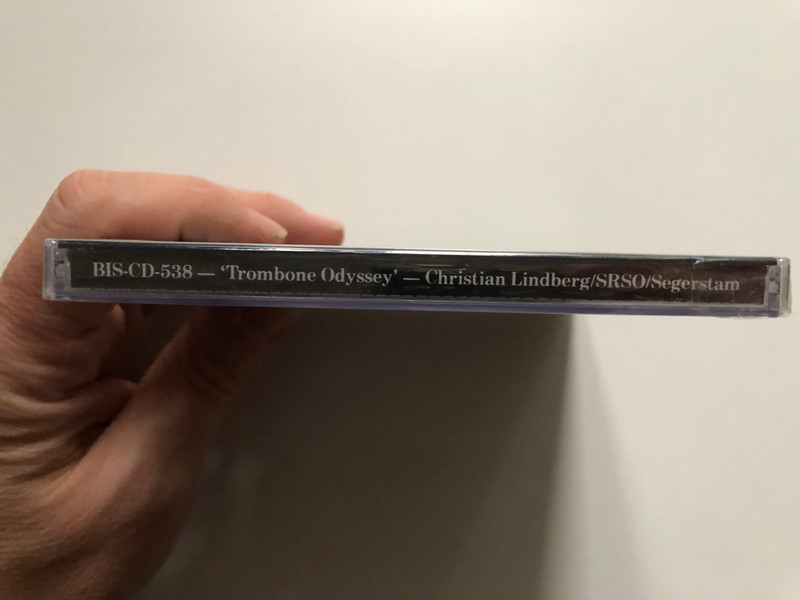 BIS-CD-538 — ‘Trombone Odyssey’ — Christian Lindberg/SRSO/Segerstam